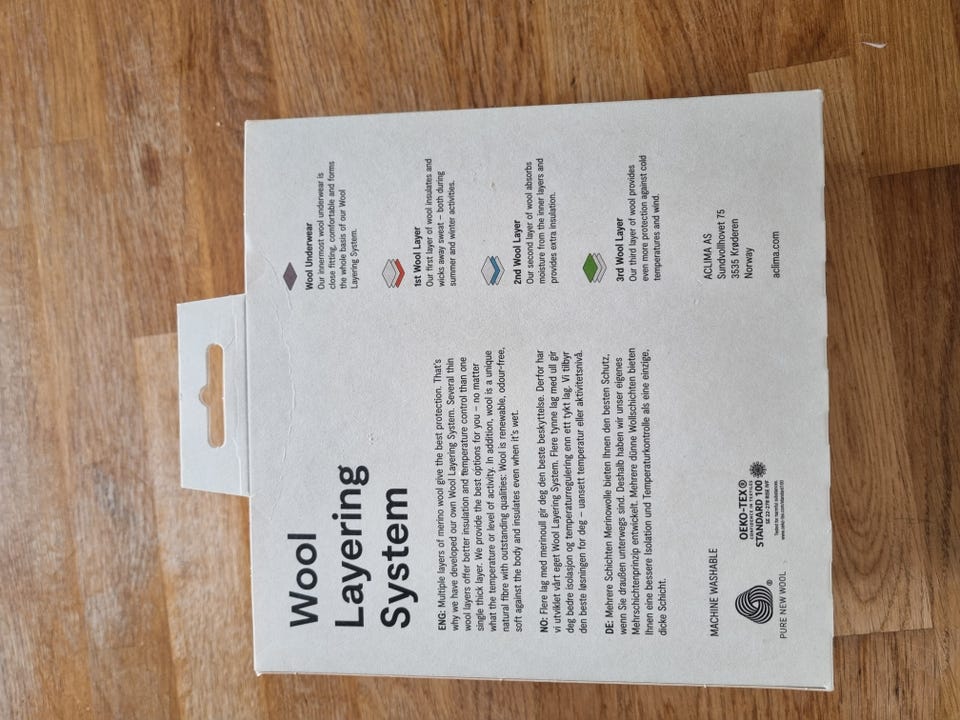 Wool
Layering
System
ENG: Multiple layers of merino wool give the best protection. That's
why we have developed our own Wool Layering System. Several thin
wool layers offer better insulation and temperature control than one
single thick layer. We provide the best options for you – no matter
what the temperature or level of activity. In addition, wool is a unique
natural fibre with outstanding qualities: Wool is renewable, odour-free,
soft against the body and insulates even when it's wet.
NO: Flere lag med merinoull gir deg den beste beskyttelse. Derfor har
vi utviklet vårt eget Wool Layering System. Flere tynne lag med ull gir
deg bedre isolasjon og temperaturregulering enn ett tykt lag. Vi tilbyr
den beste løsningen for deg – uansett temperatur eller aktivitetsnivå.
DE: Mehrere Schichten Merinowolle bieten Ihnen den besten Schutz,
wenn Sie draußen unterwegs sind. Deshalb haben wir unser eigenes
Mehrschichtenprinzip entwickelt. Mehrere dünne Wollschichten bieten
Ihnen eine bessere Isolation und Temperaturkontrolle als eine einzige,
dicke Schicht.
MACHINE WASHABLE
PURE NEW WOOL
OEKO-TEX®
CONFIDENCE IN TEXTILES
STANDARD 100
Tested for harmful substances.
www.oeko-tex.com/standard100
Wool Underwear
Our innermost wool underwear is
close fitting, comfortable and forms
the whole basis of our Wool
Layering System.
1st Wool Layer
Our first layer of wool insulates and
wicks away sweat – both during
summer and winter activities.
2nd Wool Layer
Our second layer of wool absorbs
moisture from the inner layers and
provides extra insulation.
3rd Wool Layer
Our third layer of wool provides
even more protection against cold
temperatures and wind.
ACLIMA AS
Sundvollhovet 75
3535 Krøderen
Norway
aclima.com